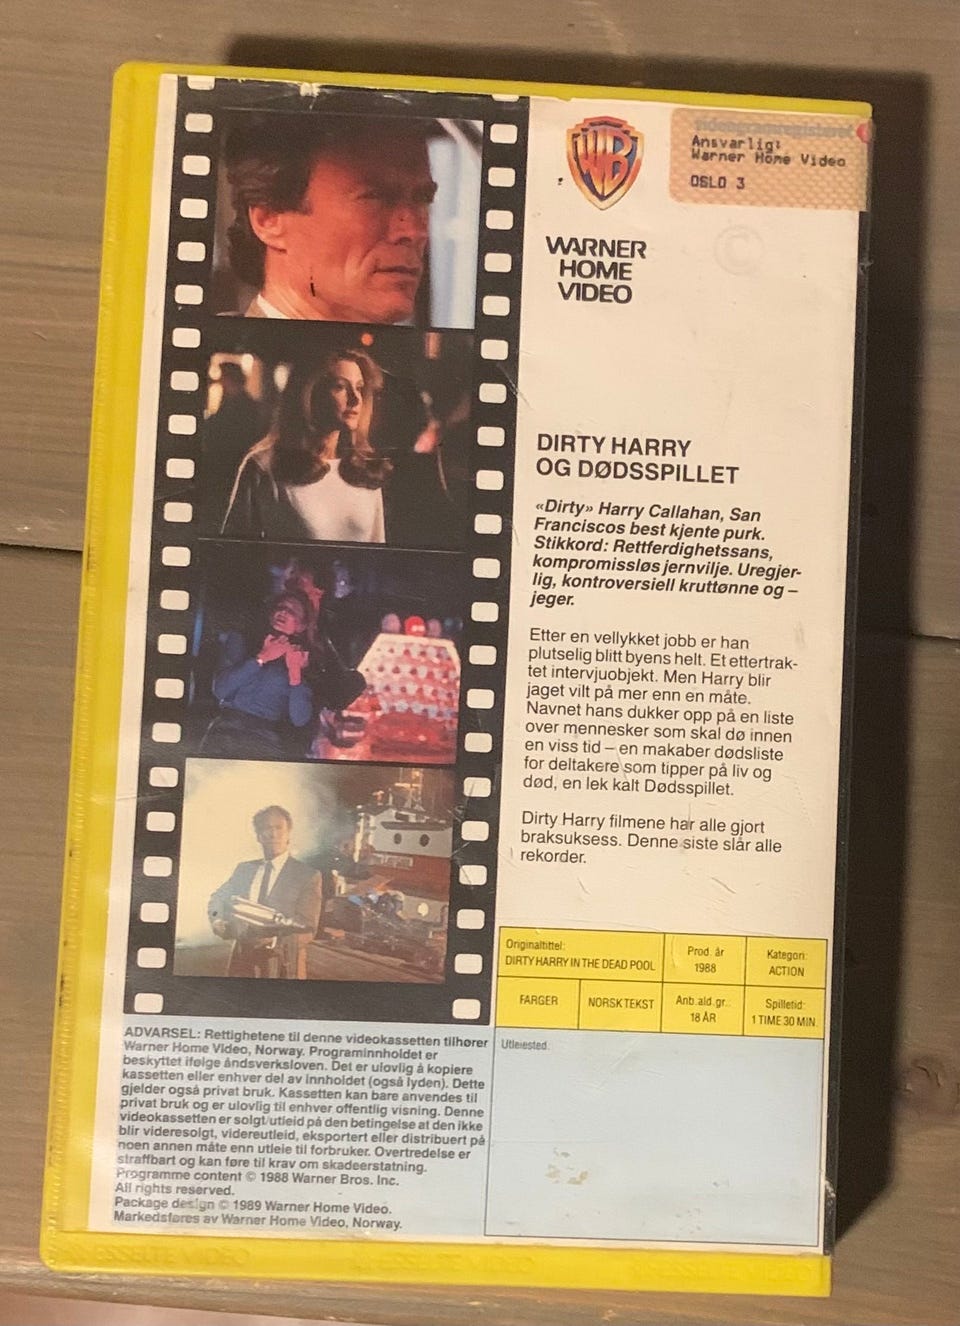 Ansvarlig:
Warner Home Video
OSLO 3
WB
WARNER
HOME
VIDEO
DIRTY HARRY
OG DØDSSPILLET
«Dirty» Harry Callahan, San
Franciscos best kjente purk.
Stikkord: Rettferdighetssans,
kompromissløs jernvilje. Uregjer-
lig, kontroversiell kruttønne og –
jeger.
Etter en vellykket jobb er han
plutselig blitt byens helt. Et ettertrak-
tet intervjuobjekt. Men Harry blir
jaget vilt på mer enn en måte.
Navnet hans dukker opp på en liste
over mennesker som skal dø innen
en viss tid – en makaber dødsliste
for deltakere som tipper på liv og
død, en lek kalt Dødsspillet.
Dirty Harry filmene har alle gjort
braksuksess. Denne siste slår alle
rekorder.
Originaltittel:
DIRTY HARRY IN THE DEAD POOL
Prod. år
1988
Kategori:
ACTION
FARGER
NORSK TEKST
Anb.ald.gr.:
18 ÅR
Spilletid:
1 TIME 30 MIN.
Utleiested.
ADVARSEL: Rettighetene til denne videokassetten tilhører
Warner Home Video, Norway. Programinnholdet er
beskyttet ifølge åndsverksloven. Det er ulovlig å kopiere
kassetten eller enhver del av innholdet (også lyden). Dette
gjelder også privat bruk. Kassetten kan bare anvendes til
privat bruk og er ulovlig til enhver offentlig visning. Denne
videokassetten er solgt/utleid på den betingelse at den ikke
blir videresolgt, videreutleid, eksportert eller distribuert på
noen annen måte enn utleie til forbruker. Overtredelse er
straffbart og kan føre til krav om skadeerstatning.
Programme content © 1988 Warner Bros. Inc.
All rights reserved.
Package design © 1989 Warner Home Video.
Markedsføres av Warner Home Video, Norway.
ESSELTE VIDEO
ESSELTE VIDEO
ESSELTE VIDEO